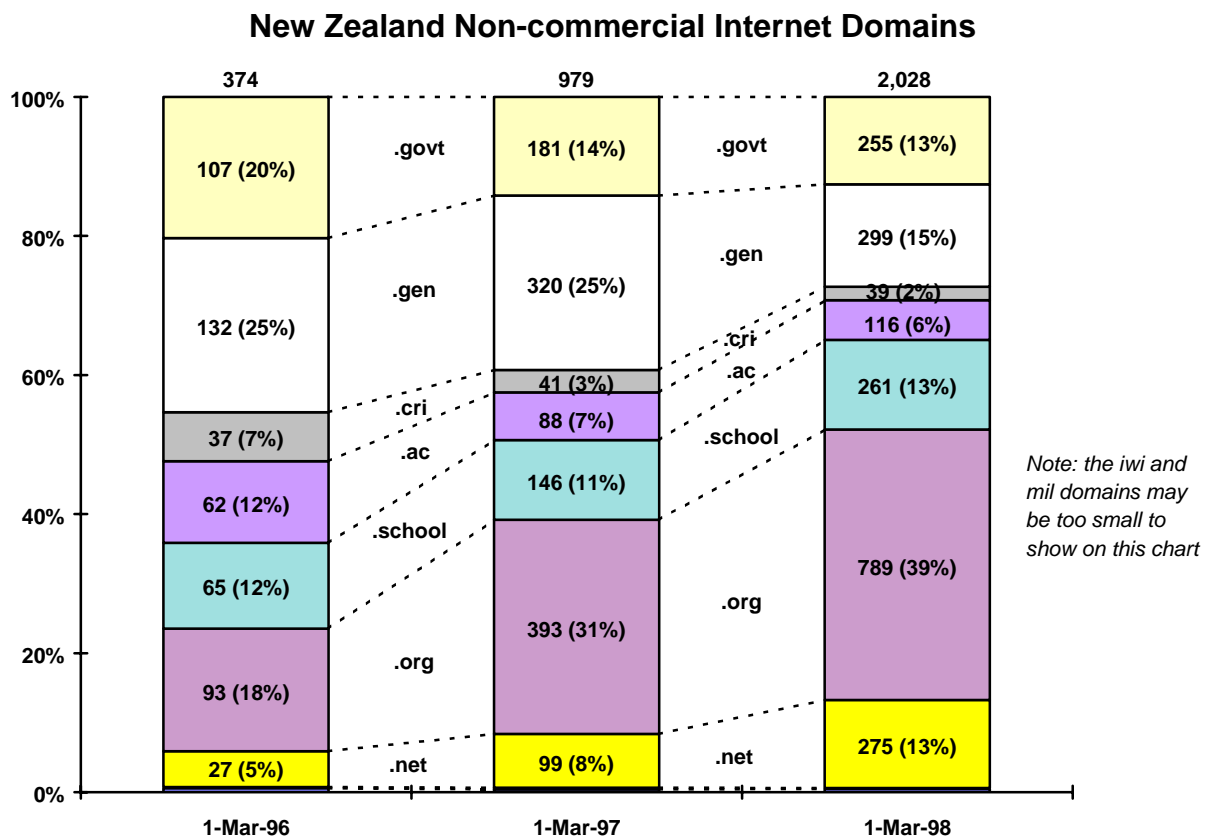 New Zealand Non-commercial Internet Domains
374 979 2,028
100%
107 (20%) .govt 181 (14%) .govt 255 (13%)
80%
.gen 320 (25%) .gen 299 (15%)
132 (25%)
39 (2%)
.cri 116 (6%)
60%
.cri 41 (3%) .ac 261 (13%)
37 (7%) .ac 88 (7%) .school
146 (11%)
Note: the iwi and
mil domains may
be too small to
show on this chart
40%
62 (12%)
.school
65 (12%) 789 (39%)
393 (31%) .org
20%
93 (18%) .org
27 (5%) .net 99 (8%) .net 275 (13%)
0%
1-Mar-96 1-Mar-97 1-Mar-98